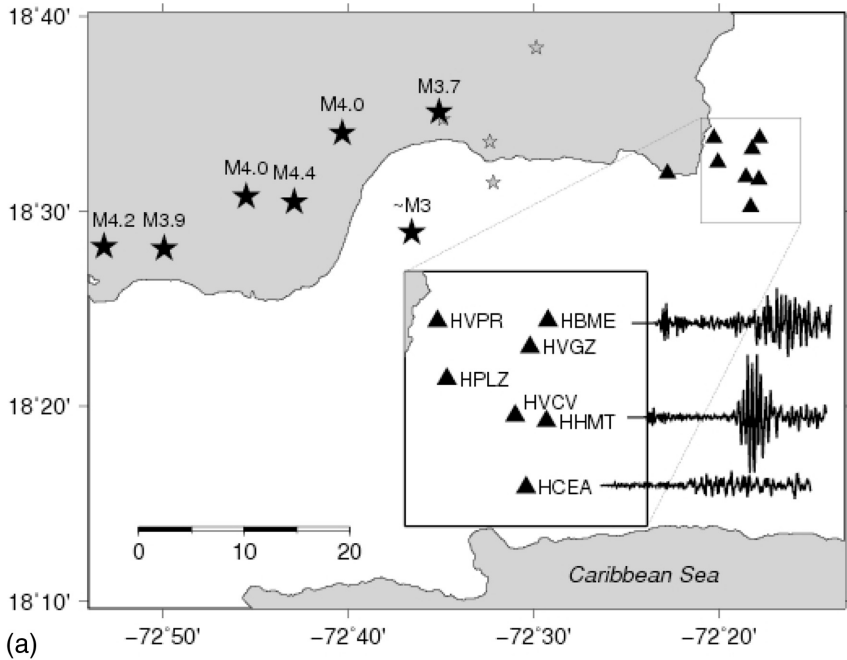 18°40'
M3.7
M4.0
M4.0
M4.4
18°30'
~M3
M4.2 M3.9
HVPR
HBME
HVGZ
HPLZ
18°20'
HVCV
HHMT
HCEA
0 10 20
Caribbean Sea
18°10'
(a)
−72°50' −72°40' −72°30' −72°20'